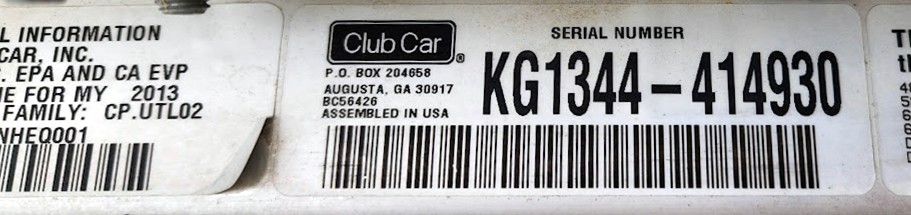 L INFORMATION
CAR, INC.
. EPA AND CA EVP
E FOR MY 2013
FAMILY: CP.UTL02
NHEQ001
Club Car®
P.O. BOX 204658
AUGUSTA, GA 30917
BC56426
ASSEMBLED IN USA
SERIAL NUMBER
KG1344-414930